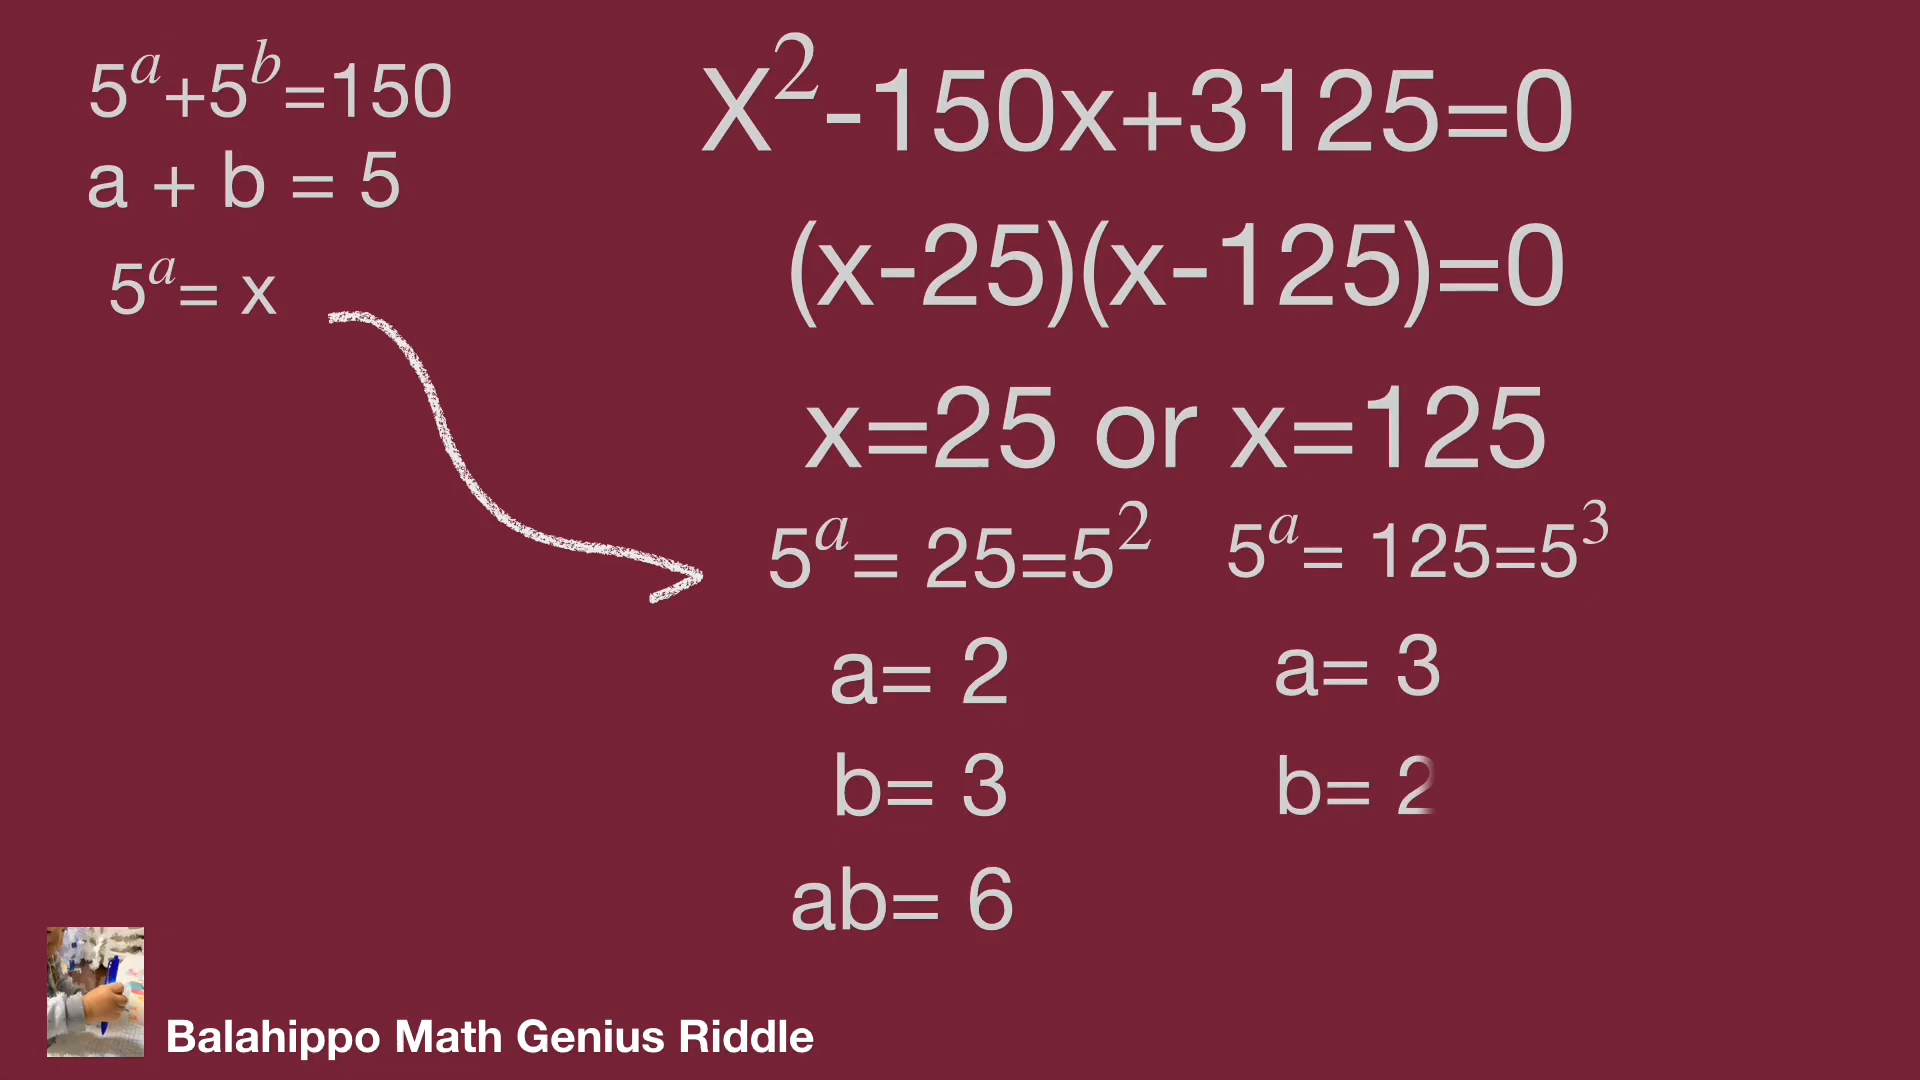 5^a+5^b=150
a + b = 5
5^a= x
X^2-150x+3125=0
(x-25)(x-125)=0
x=25 or x=125
5^a= 25=5^2
5^a= 125=5^3
a= 2
a= 3
b= 3
b= 2
ab= 6
Balahippo Math Genius Riddle